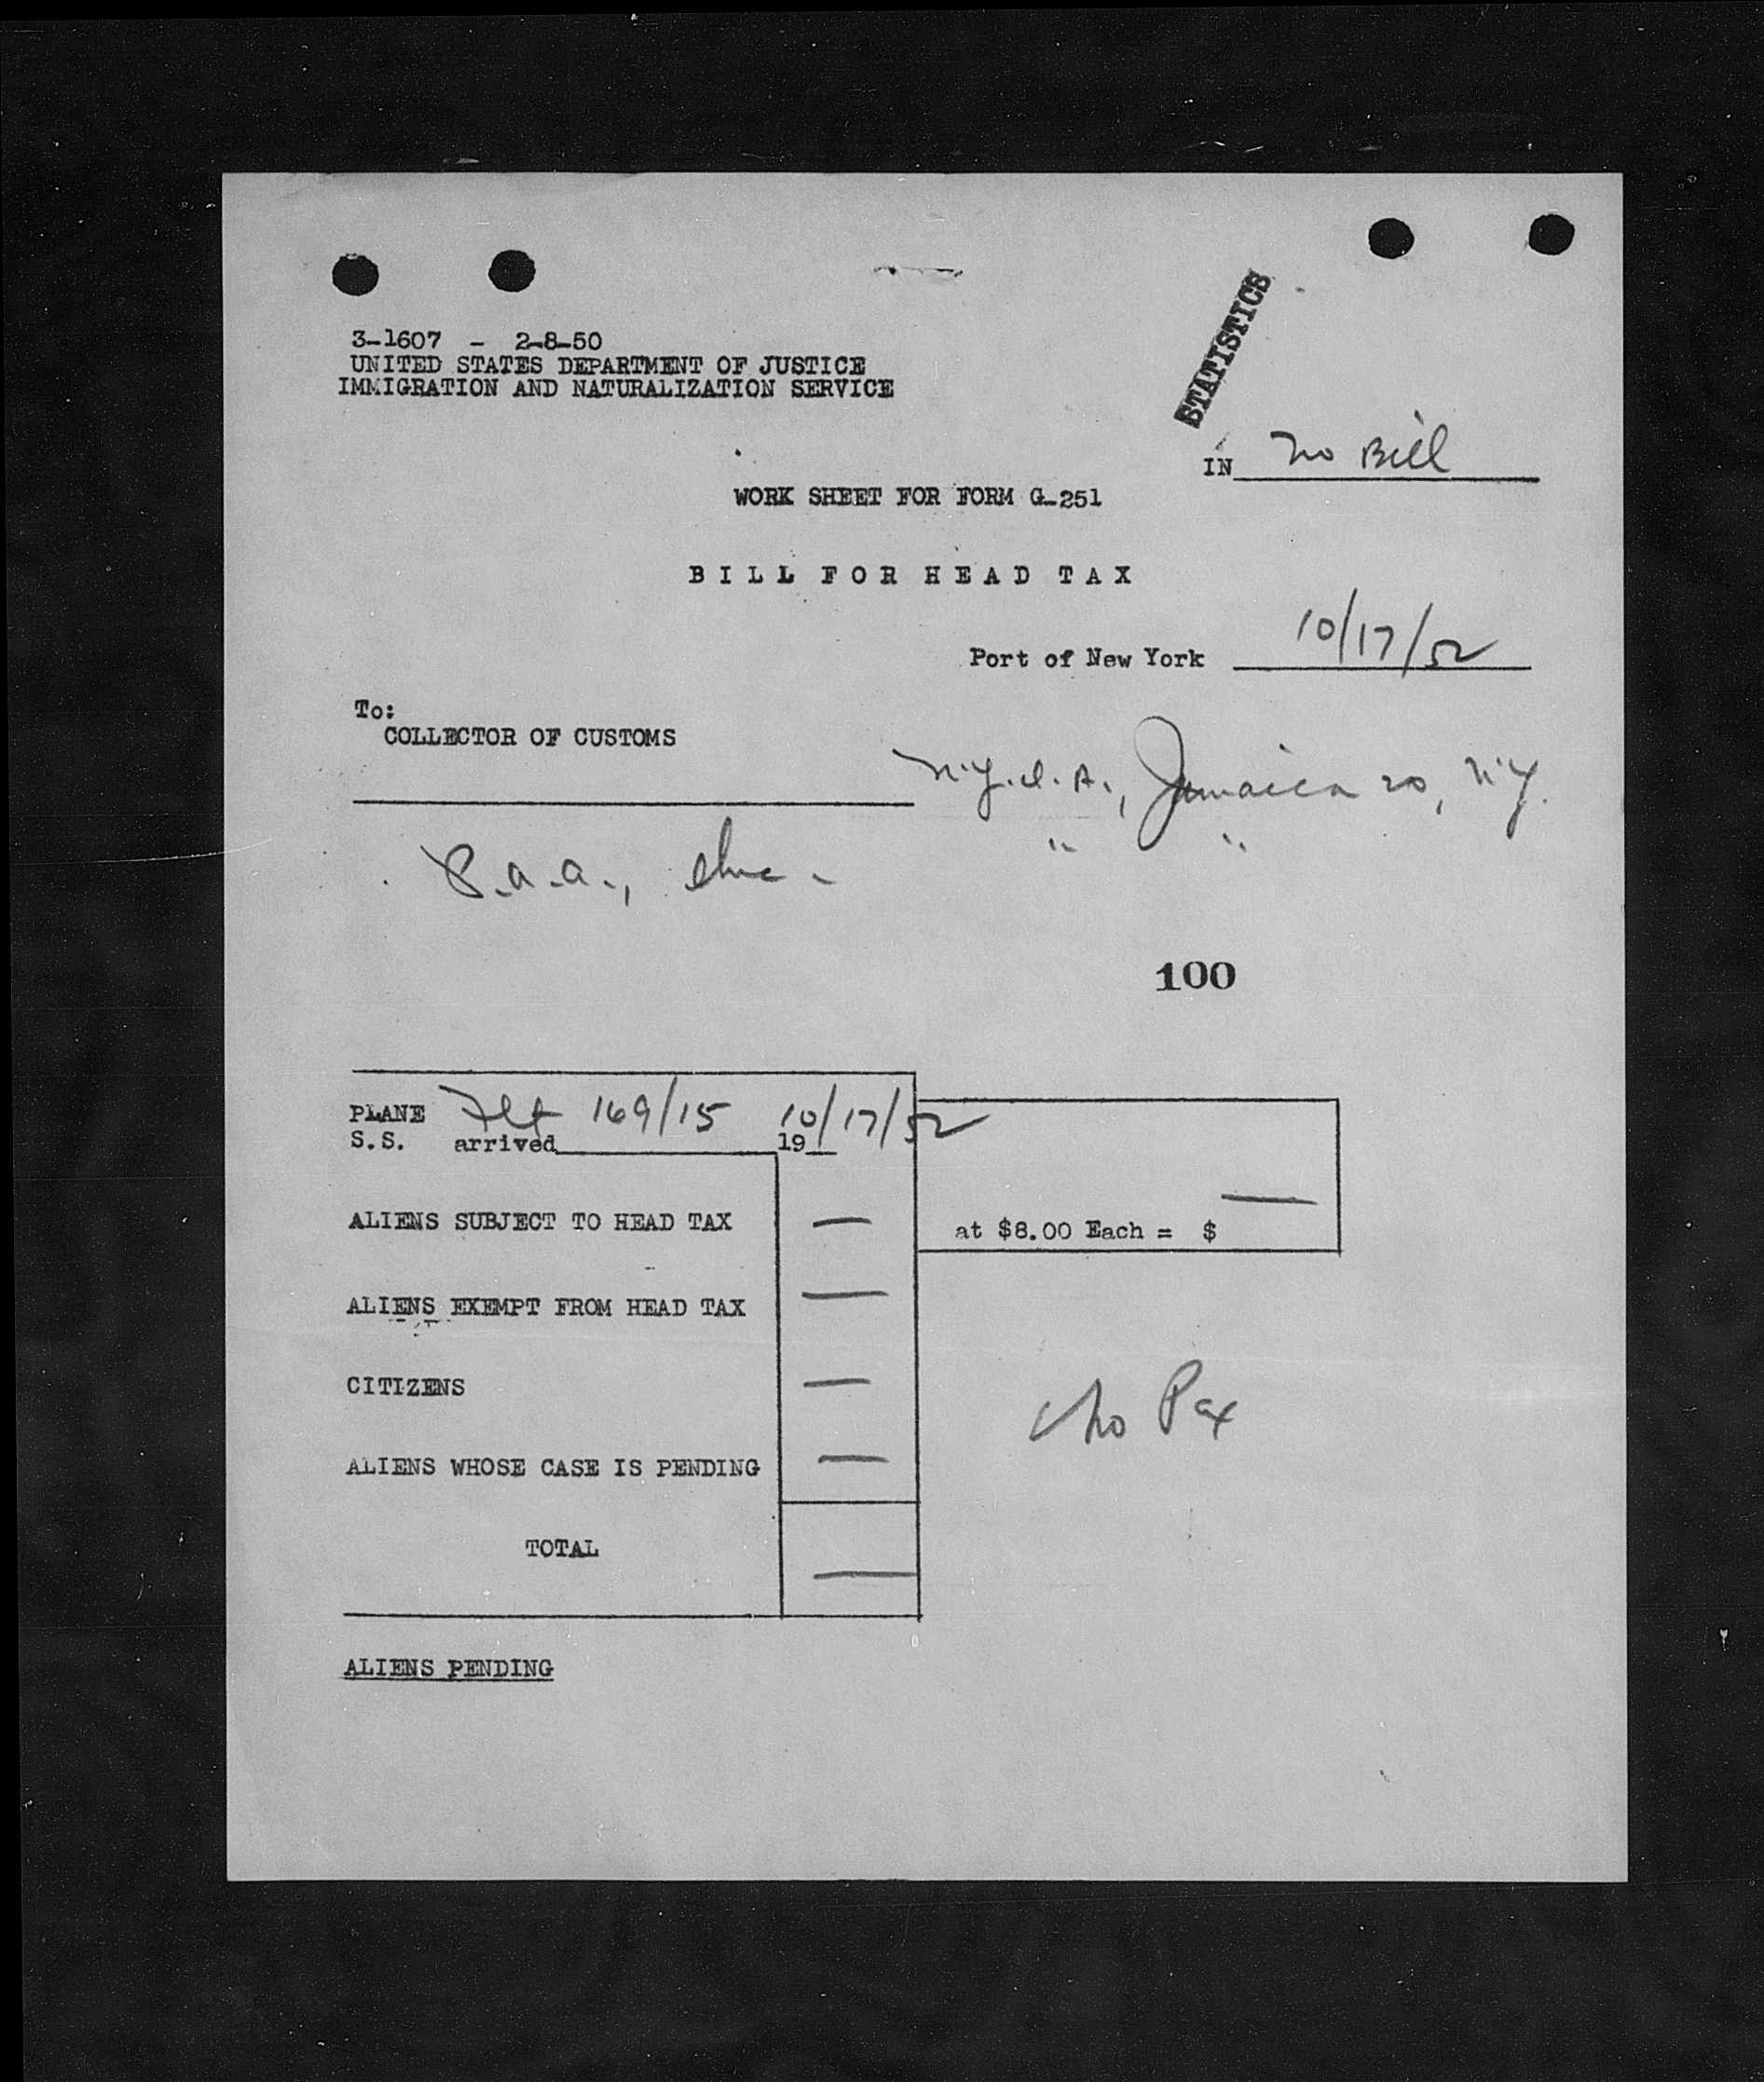 3-1607 - 2-8-50
UNITED STATES DEPARTMENT OF JUSTICE
IMMIGRATION AND NATURALIZATION SERVICE
STATISTICS
IN No Bill
WORK SHEET FOR FORM G-251
BILL FOR HEAD TAX
Port of New York 10/17/52
To:
COLLECTOR OF CUSTOMS
N.Y.I.A., Jamaica 20, N.Y.
P.a.a., Inc. " "
100
PLANE Flt 169/15 10/17/52
S.S. arrived 19
ALIENS SUBJECT TO HEAD TAX —
at $8.00 Each = $ —
ALIENS EXEMPT FROM HEAD TAX —
CITIZENS —
No Pax
ALIENS WHOSE CASE IS PENDING —
TOTAL —
ALIENS PENDING